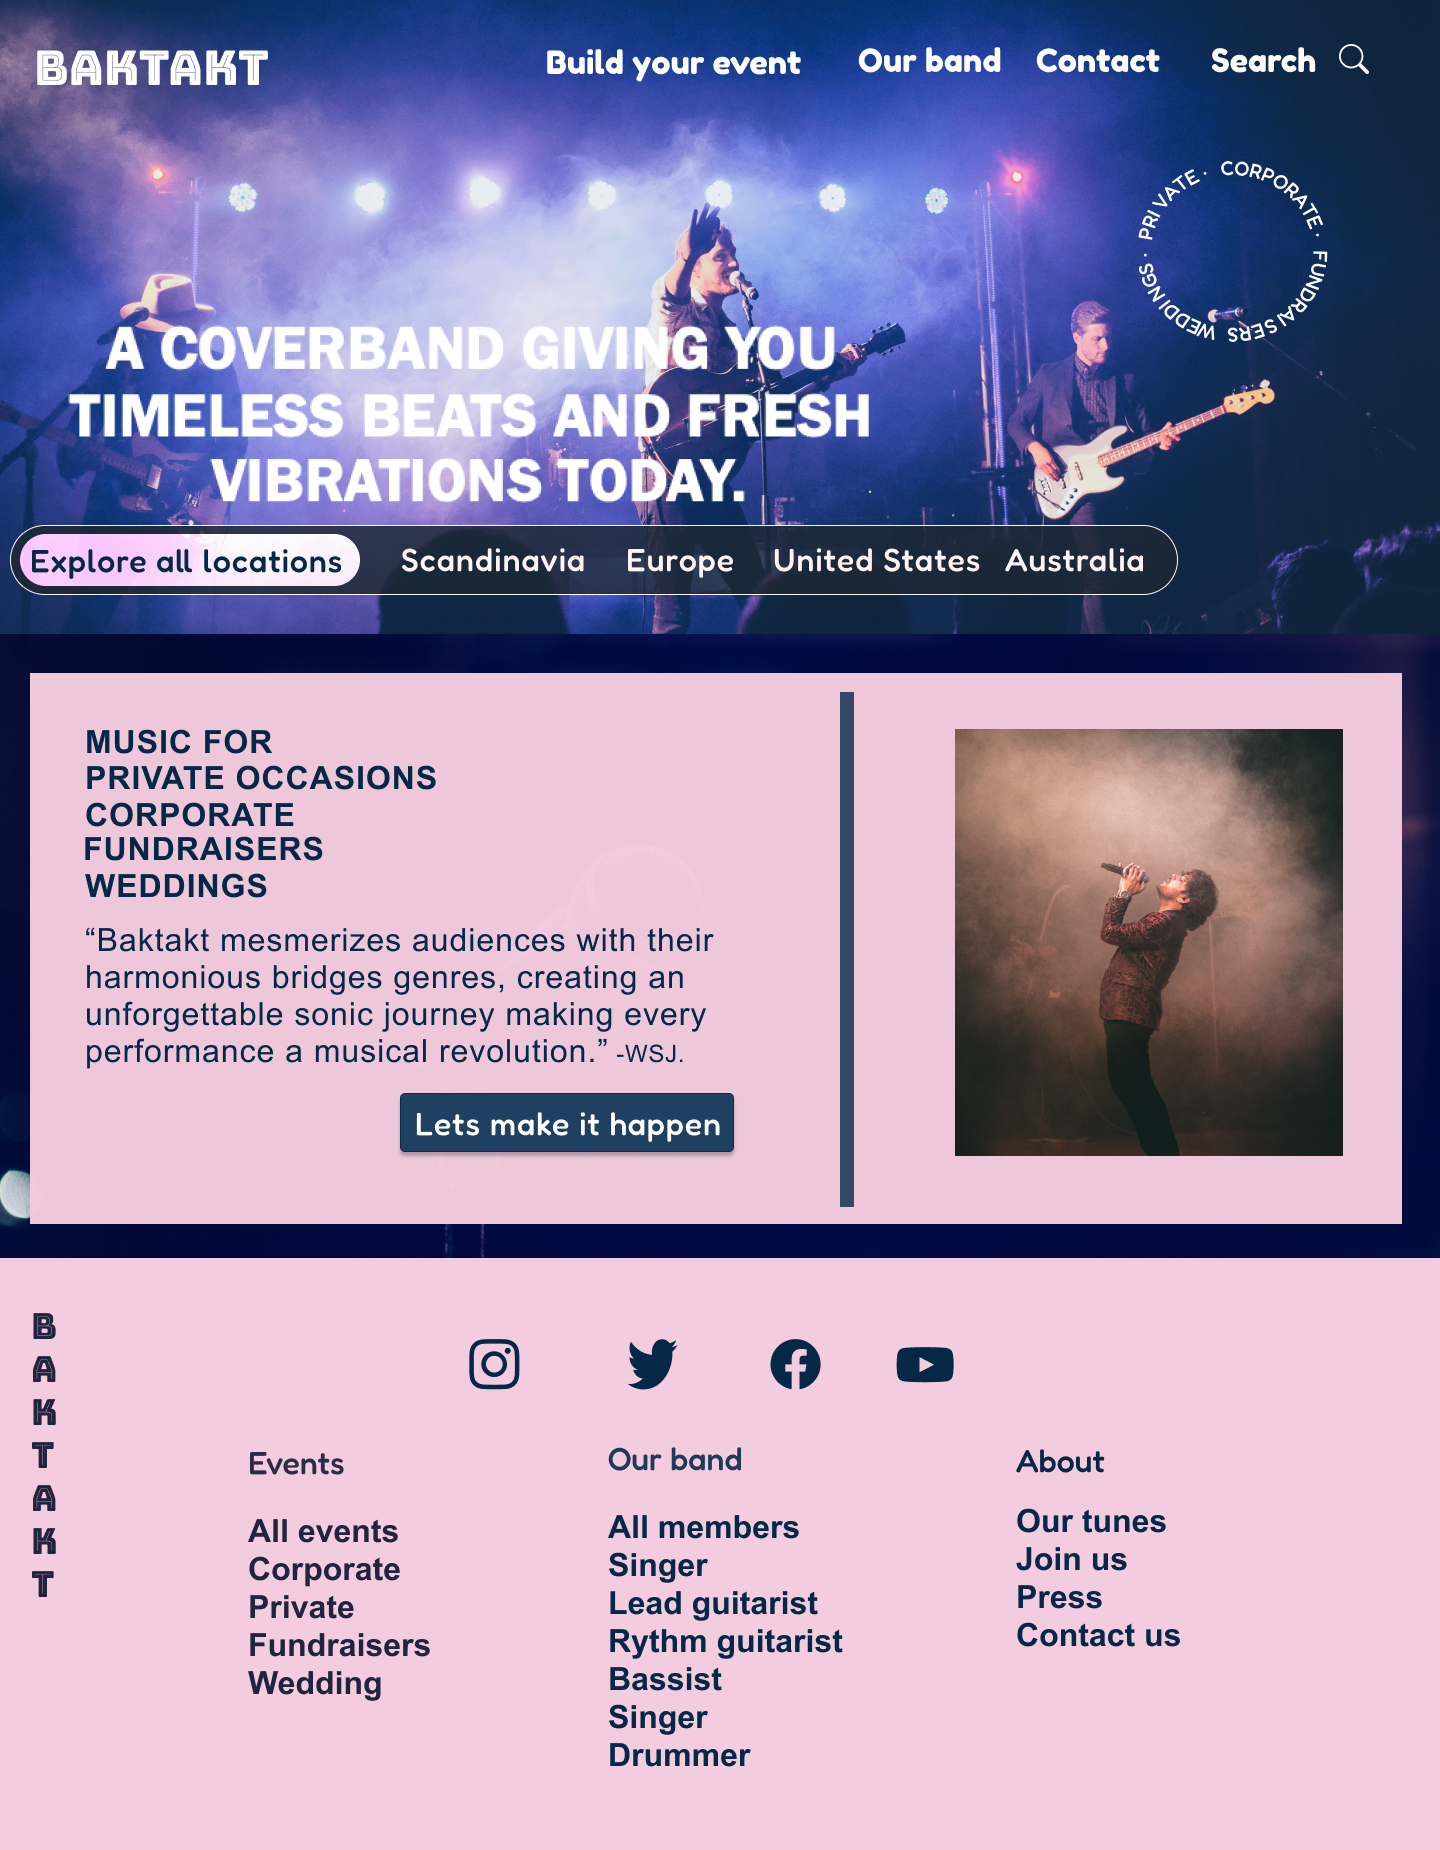 BAKTAKT
Build your event
Our band
Contact
Search
PRIVATE · CORPORATE · FUNDRAISERS WEDDINGS ·
A COVERBAND GIVING YOU
TIMELESS BEATS AND FRESH
VIBRATIONS TODAY.
Explore all locations
Scandinavia
Europe
United States
Australia
MUSIC FOR
PRIVATE OCCASIONS
CORPORATE
FUNDRAISERS
WEDDINGS
“Baktakt mesmerizes audiences with their
harmonious bridges genres, creating an
unforgettable sonic journey making every
performance a musical revolution.” -WSJ.
Lets make it happen
BAKTAKT
Events
All events
Corporate
Private
Fundraisers
Wedding
Our band
All members
Singer
Lead guitarist
Rythm guitarist
Bassist
Singer
Drummer
About
Our tunes
Join us
Press
Contact us